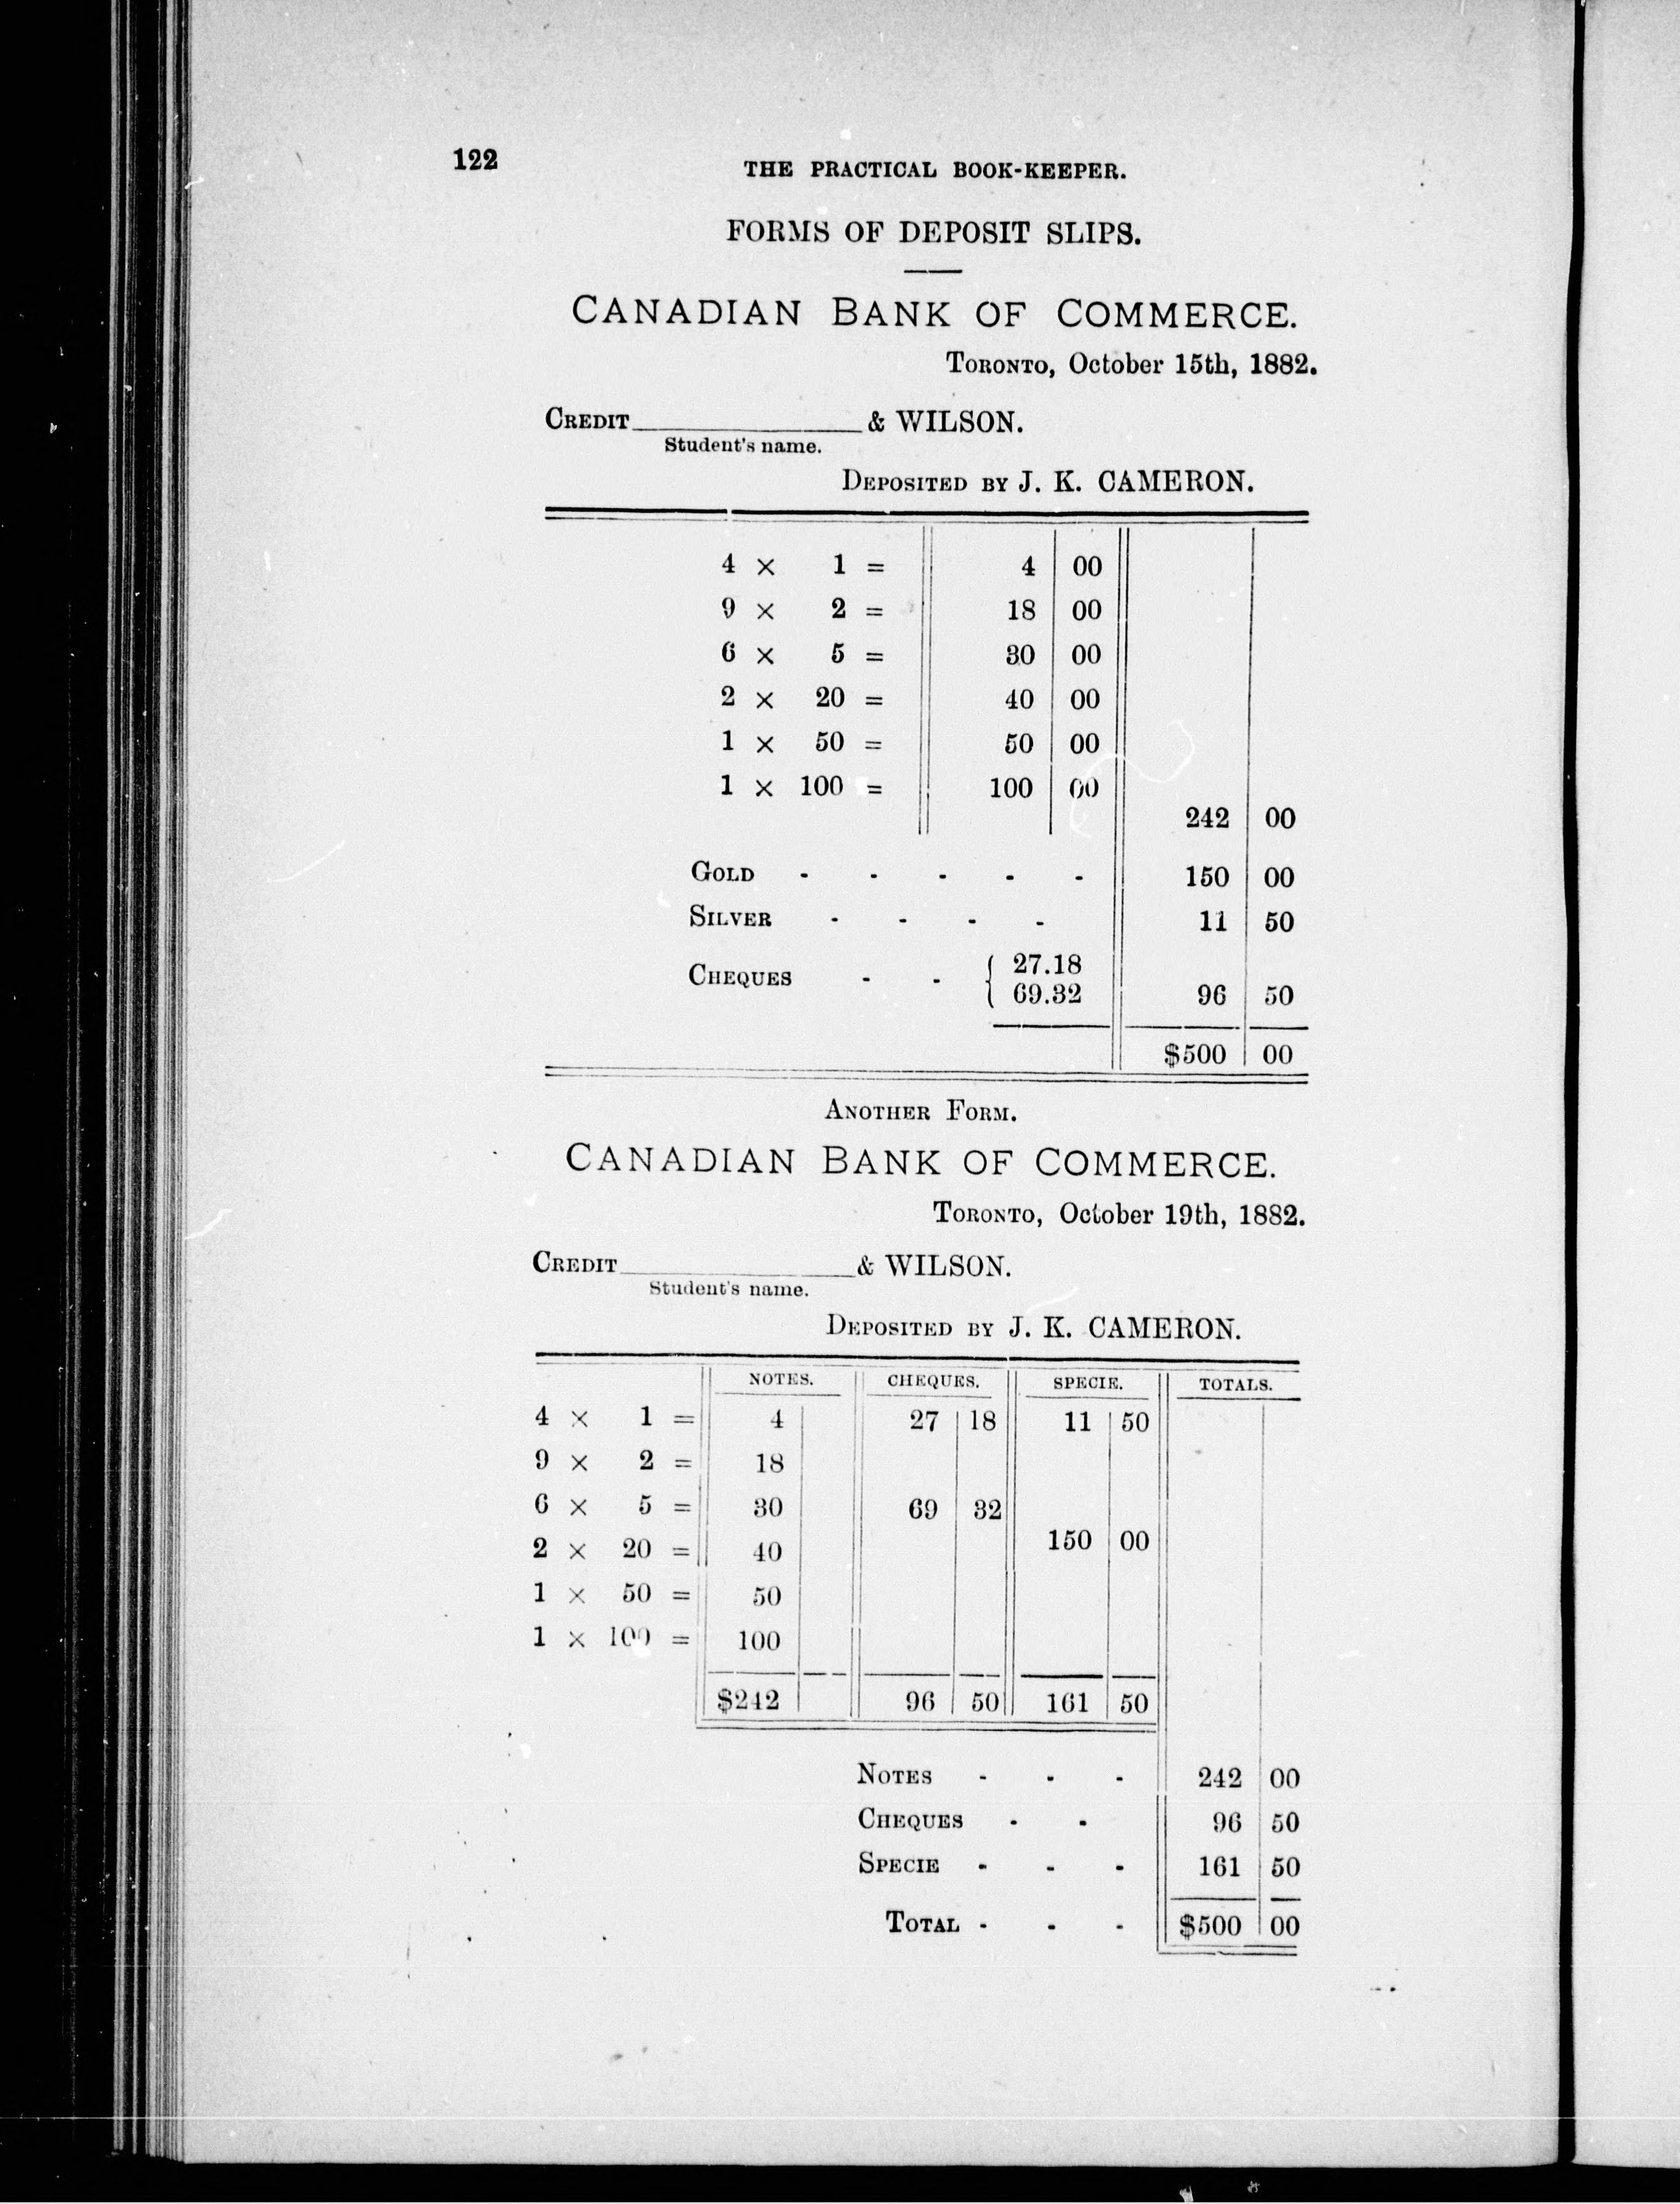 122
THE PRACTICAL BOOK-KEEPER.
FORMS OF DEPOSIT SLIPS.
CANADIAN BANK OF COMMERCE.
TORONTO, October 15th, 1882.
CREDIT & WILSON.
Student's name.
DEPOSITED BY J. K. CAMERON.
4 × 1 = 4 00
9 × 2 = 18 00
6 × 5 = 30 00
2 × 20 = 40 00
1 × 50 = 50 00
1 × 100 = 100 00
242 00
GOLD - - - - - 150 00
SILVER - - - - 11 50
CHEQUES - - { 27.18
69.32 96 50
$500 00
ANOTHER FORM.
CANADIAN BANK OF COMMERCE.
TORONTO, October 19th, 1882.
CREDIT & WILSON.
Student's name.
DEPOSITED BY J. K. CAMERON.
NOTES. CHEQUES. SPECIE. TOTALS.
4 × 1 = 4 27 18 11 50
9 × 2 = 18
6 × 5 = 30 69 32
2 × 20 = 40 150 00
1 × 50 = 50
1 × 100 = 100
$242 96 50 161 50
NOTES - - - 242 00
CHEQUES - - 96 50
SPECIE - - - 161 50
TOTAL - - - $500 00